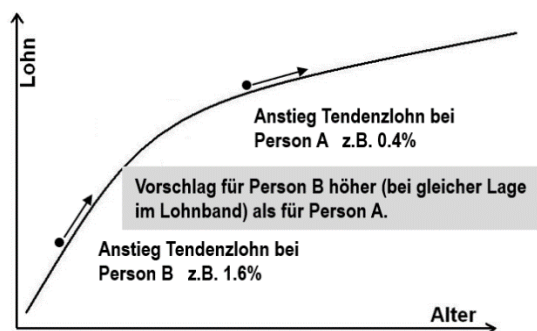 Lohn
Anstieg Tendenzlohn bei
Person A z.B. 0.4%
Vorschlag für Person B höher (bei gleicher Lage
im Lohnband) als für Person A.
Anstieg Tendenzlohn bei
Person B z.B. 1.6%
Alter